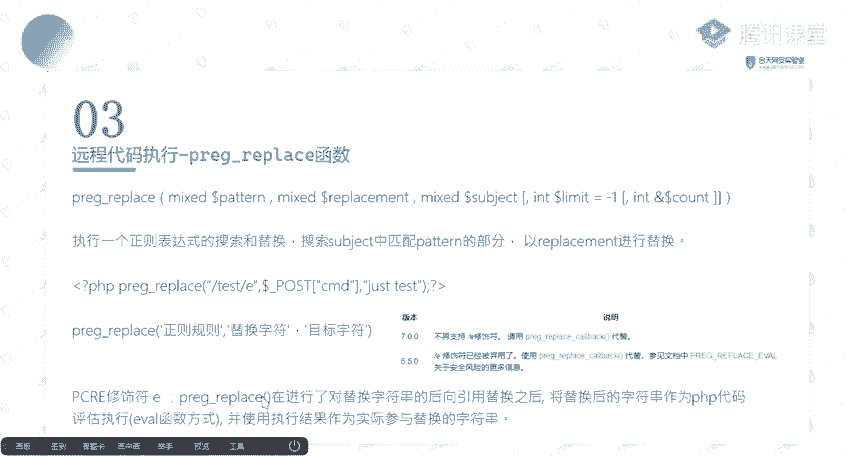 腾讯课堂
合天网安实验室
03
远程代码执行-preg_replace函数
preg_replace ( mixed $pattern , mixed $replacement , mixed $subject [, int $limit = -1 [, int &$count ]] )
执行一个正则表达式的搜索和替换，搜索subject中匹配pattern的部分， 以replacement进行替换。
<?php preg_replace("/test/e",$_POST["cmd"],"just test");?>
版本 说明
7.0.0 不再支持 /e修饰符。 请用 preg_replace_callback() 代替。
preg_replace('正则规则','替换字符'，'目标字符')
5.5.0 /e 修饰符已经被弃用了。使用 preg_replace_callback() 代替。参见文档中 PREG_REPLACE_EVAL
关于安全风险的更多信息。
PCRE修饰符 e ：preg_replace()在进行了对替换字符串的后向引用替换之后, 将替换后的字符串作为php代码
评估执行(eval函数方式), 并使用执行结果作为实际参与替换的字符串。
画板 签到 答题卡 画中画 举手 预览 工具